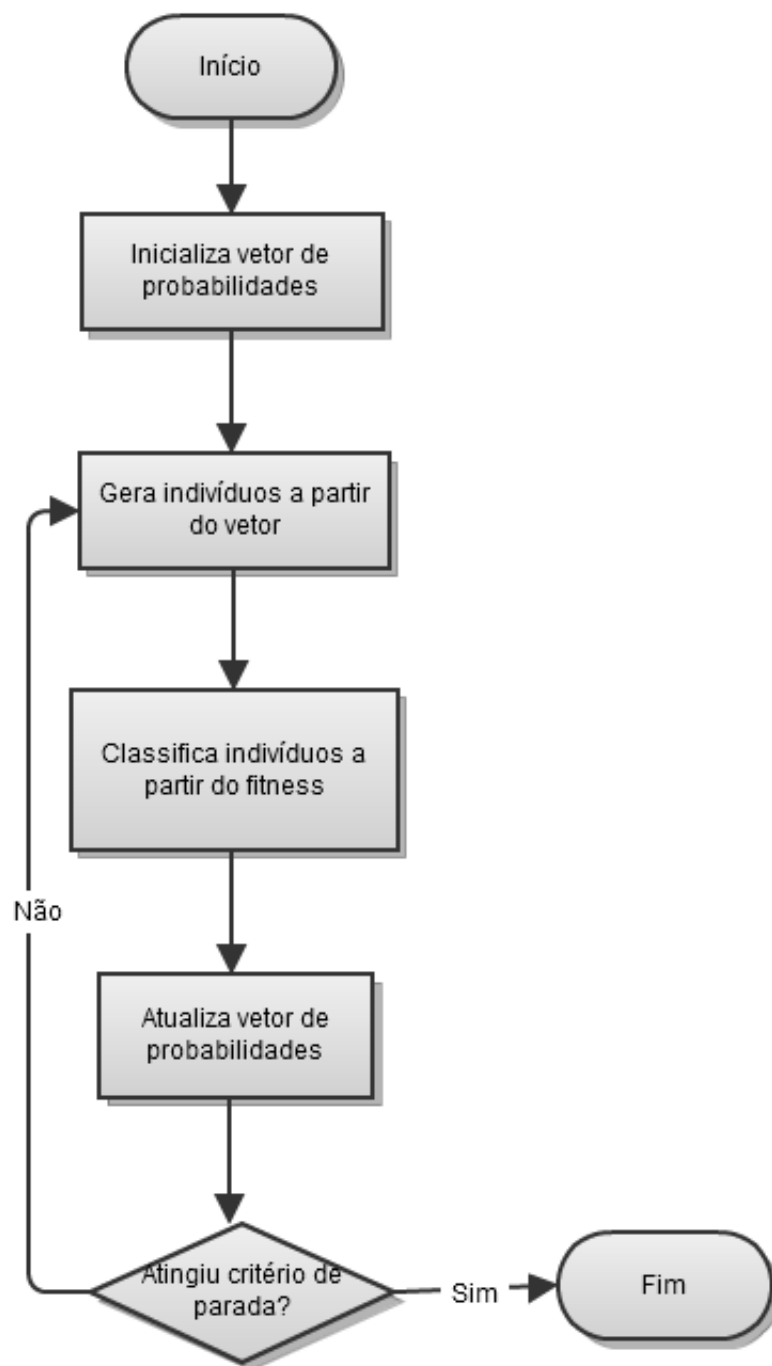 Início
Inicializa vetor de
probabilidades
Gera indivíduos a partir
do vetor
Classifica indivíduos a
partir do fitness
Não
Atualiza vetor de
probabilidades
Atingiu critério de
parada?
Sim
Fim